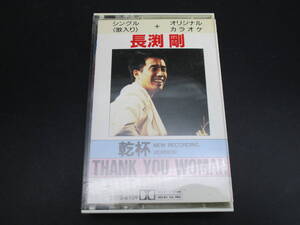 シングル
〈歌入り〉
+
オリジナル
カラオケ
長渕 剛
乾杯
NEW RECORDING
VERSION
THANK YOU WOMAN